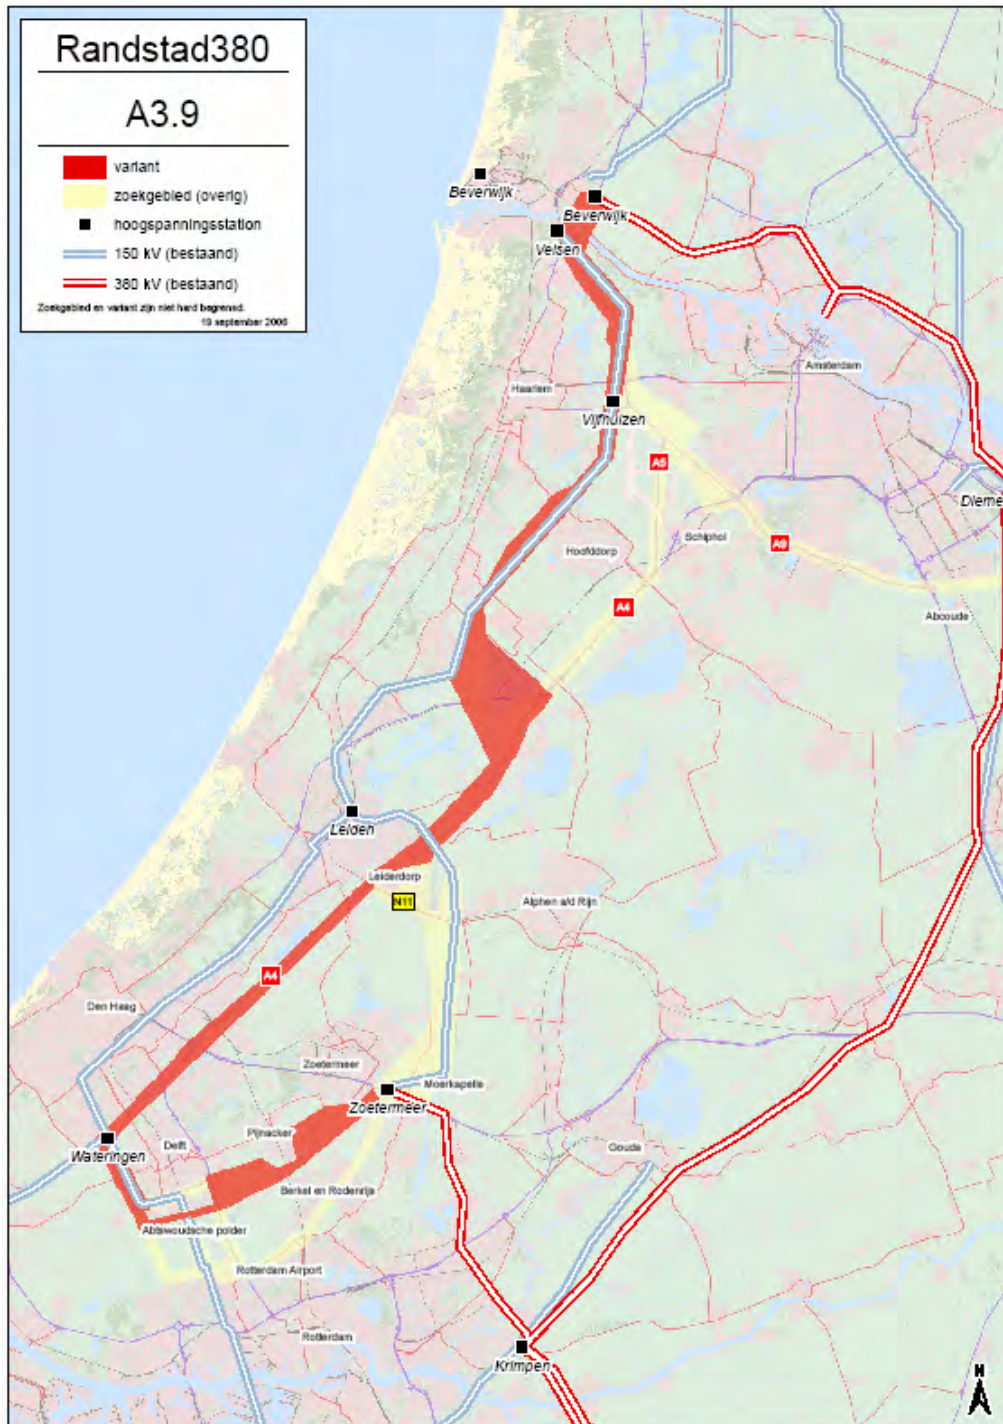 Randstad380
A3.9
variant
zoekgebied (overig)
hoogspanningsstation
150 kV (bestaand)
380 kV (bestaand)
Zoekgebied en variant zijn niet hard begrensd.
19 september 2006
Beverwijk
Beverwijk
Velsen
Amsterdam
Haarlem
Vijfhuizen
A5
Dieme
Schiphol
A9
Hoofddorp
A4
Abcoude
Leiden
Leiderdorp
N11
Alphen a/d Rijn
A4
Den Haag
Zoetermeer
Moerkapelle
Zoetermeer
Pijnacker
Delft
Gouda
Wateringen
Berkel en Rodenrijs
Abtswoudsche polder
Rotterdam Airport
Rotterdam
Krimpen
N